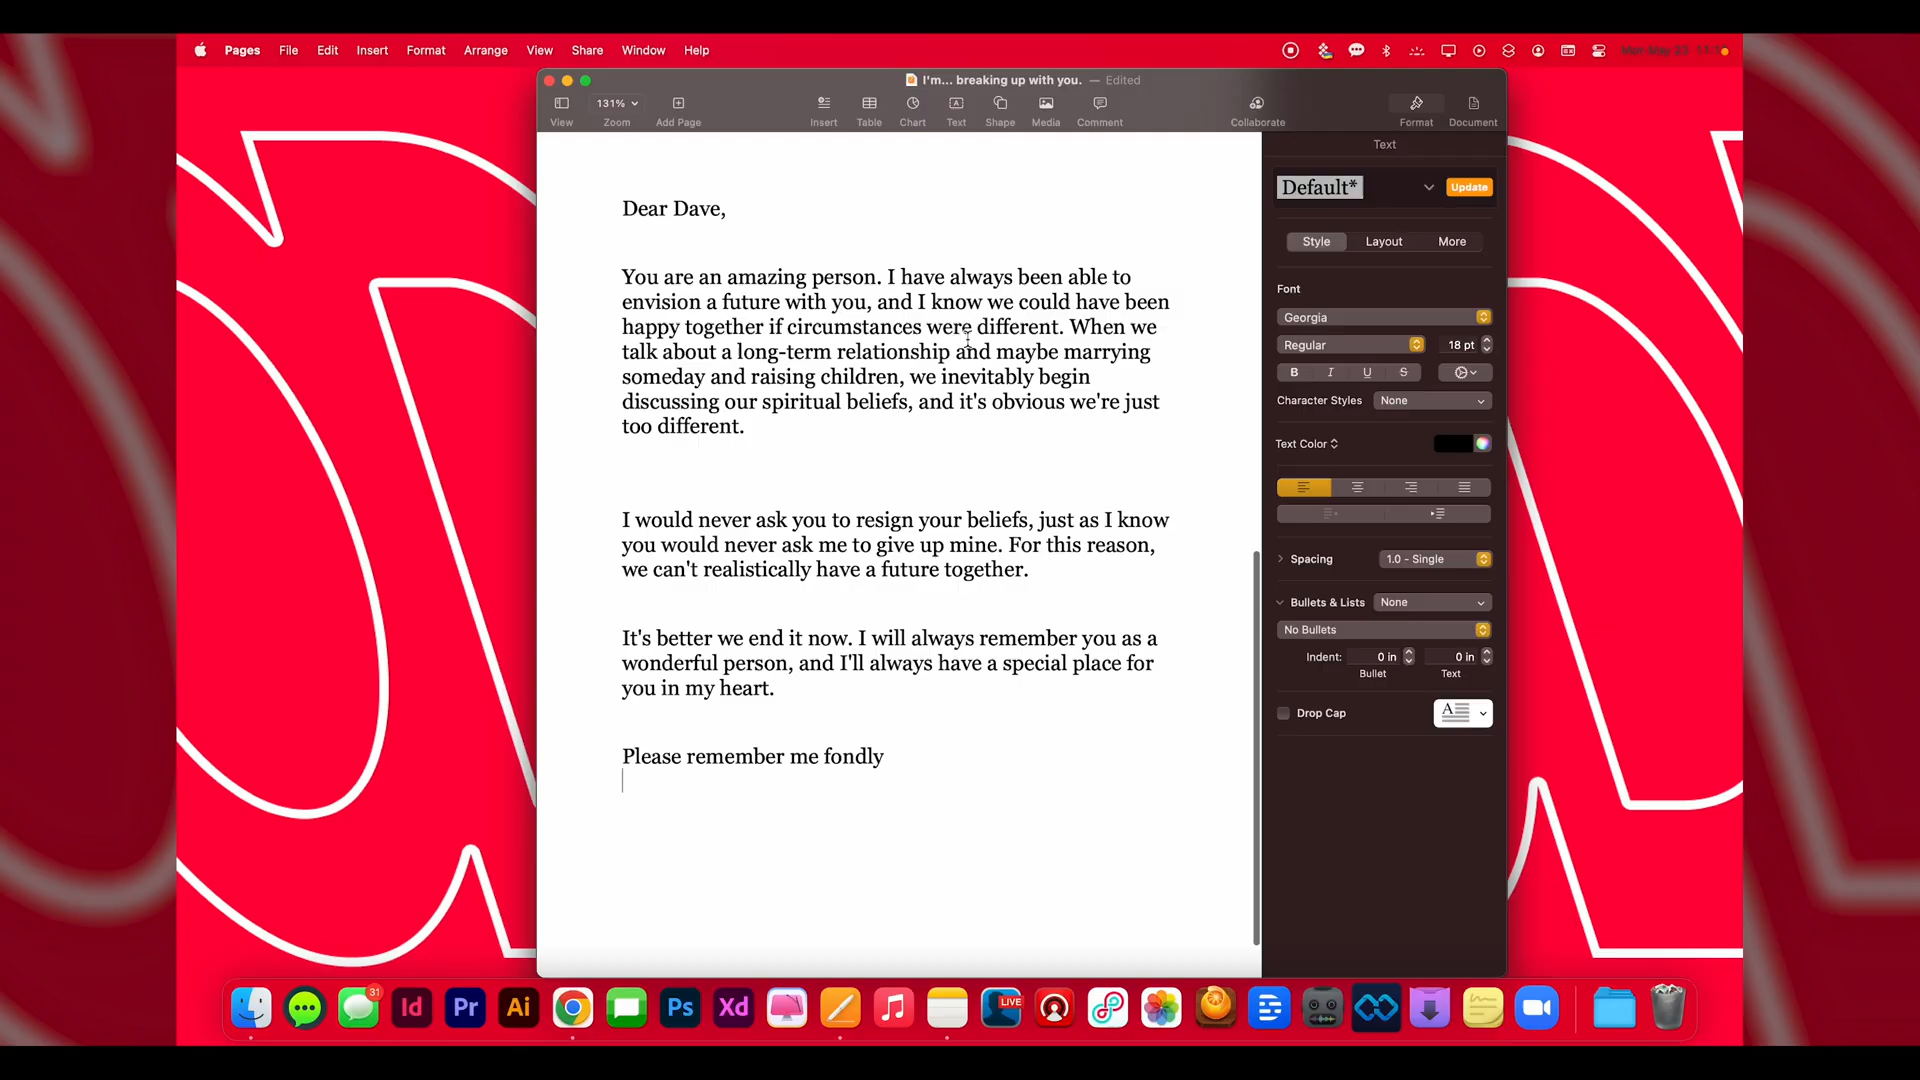 Pages File Edit Insert Format Arrange View Share Window Help
I'm... breaking up with you. — Edited
131%
View Zoom Add Page Insert Table Chart Text Shape Media Comment Collaborate Format Document
Text
Default* Update
Style Layout More
Font
Georgia
Regular 18 pt
B I U S
Character Styles None
Text Color
Spacing 1.0 - Single
Bullets & Lists None
No Bullets
Indent: 0 in 0 in
Bullet Text
Drop Cap
A
Dear Dave,
You are an amazing person. I have always been able to
envision a future with you, and I know we could have been
happy together if circumstances were different. When we
talk about a long-term relationship and maybe marrying
someday and raising children, we inevitably begin
discussing our spiritual beliefs, and it's obvious we're just
too different.
I would never ask you to resign your beliefs, just as I know
you would never ask me to give up mine. For this reason,
we can't realistically have a future together.
It's better we end it now. I will always remember you as a
wonderful person, and I'll always have a special place for
you in my heart.
Please remember me fondly
31 Id Pr Ai Ps Xd LIVE